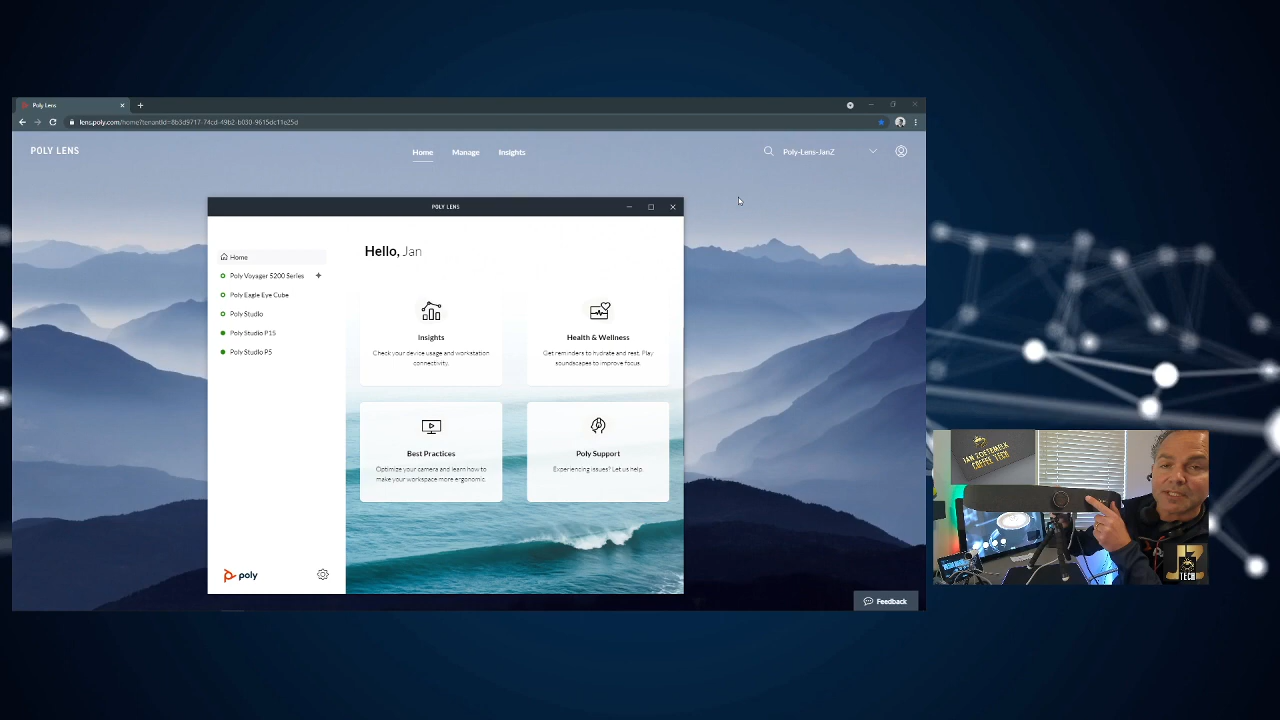 Poly Lens
lens.poly.com/home?tenantId=8b3d9717-74cd-49b2-b030-9615dc11e25d
POLY LENS
Home
Manage
Insights
Poly-Lens-JanZ
POLY LENS
Home
Poly Voyager 5200 Series
Poly Eagle Eye Cube
Poly Studio
Poly Studio P15
Poly Studio P5
Hello, Jan
Insights
Check your device usage and workstation
connectivity.
Health & Wellness
Get reminders to hydrate and rest. Play
soundscapes to improve focus.
Best Practices
Optimize your camera and learn how to
make your workspace more ergonomic.
Poly Support
Experiencing issues? Let us help.
poly
Feedback
JAN ZOETEMELK
COFFEE TECH
TECH